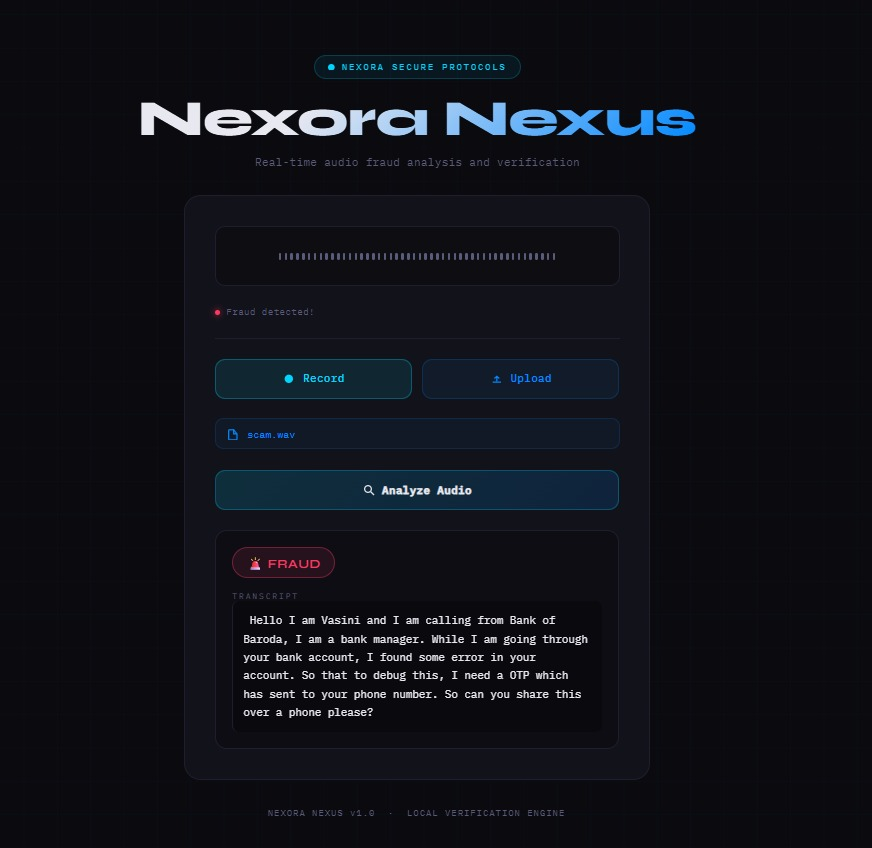 NEXORA SECURE PROTOCOLS
Nexora Nexus
Real-time audio fraud analysis and verification
Fraud detected!
Record
Upload
scam.wav
Analyze Audio
FRAUD
TRANSCRIPT
Hello I am Vasini and I am calling from Bank of
Baroda, I am a bank manager. While I am going through
your bank account, I found some error in your
account. So that to debug this, I need a OTP which
has sent to your phone number. So can you share this
over a phone please?
NEXORA NEXUS v1.0 · LOCAL VERIFICATION ENGINE